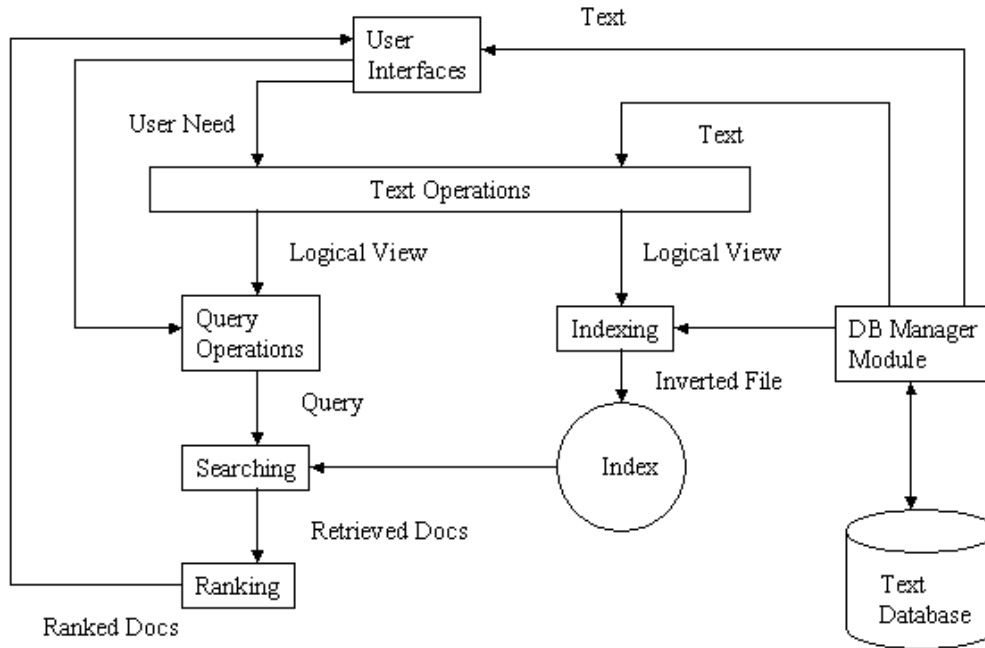 Text
User
Interfaces
User Need
Text
Text Operations
Logical View
Logical View
Query
Operations
Indexing
DB Manager
Module
Inverted File
Query
Searching
Index
Retrieved Docs
Ranking
Text
Database
Ranked Docs